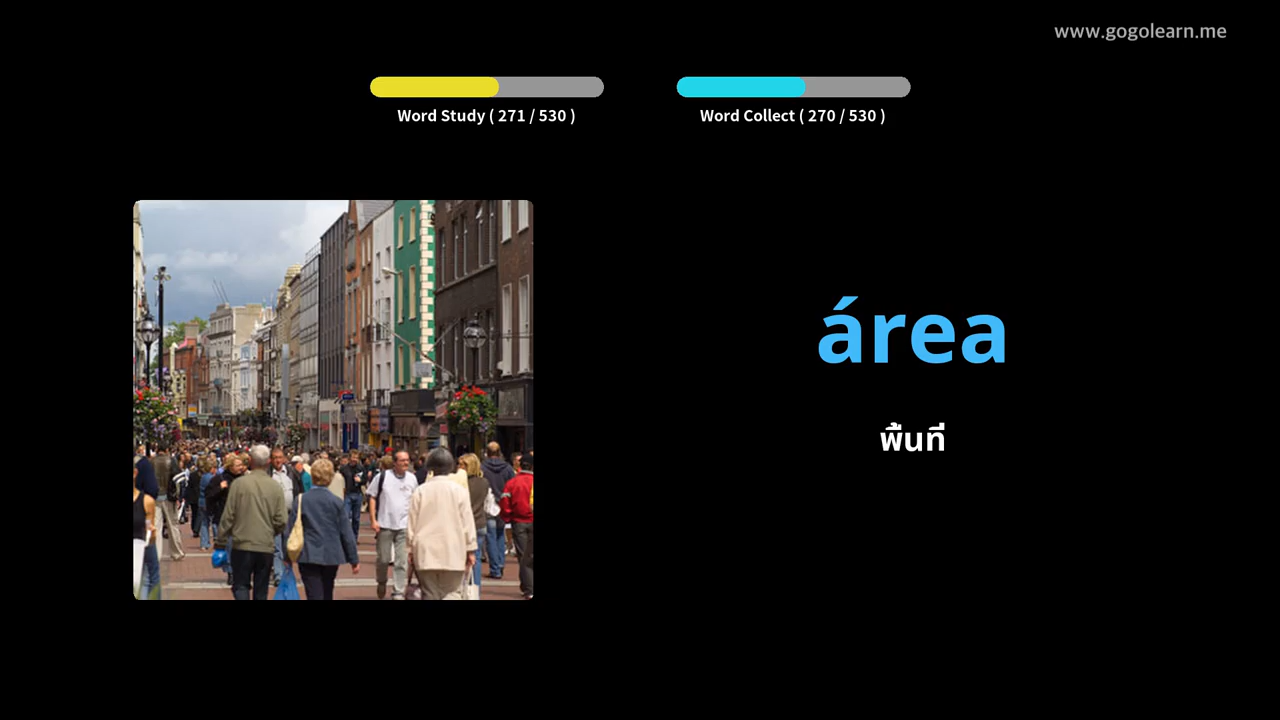 www.gogolearn.me
Word Study ( 271 / 530 )
Word Collect ( 270 / 530 )
área
พื้นที่